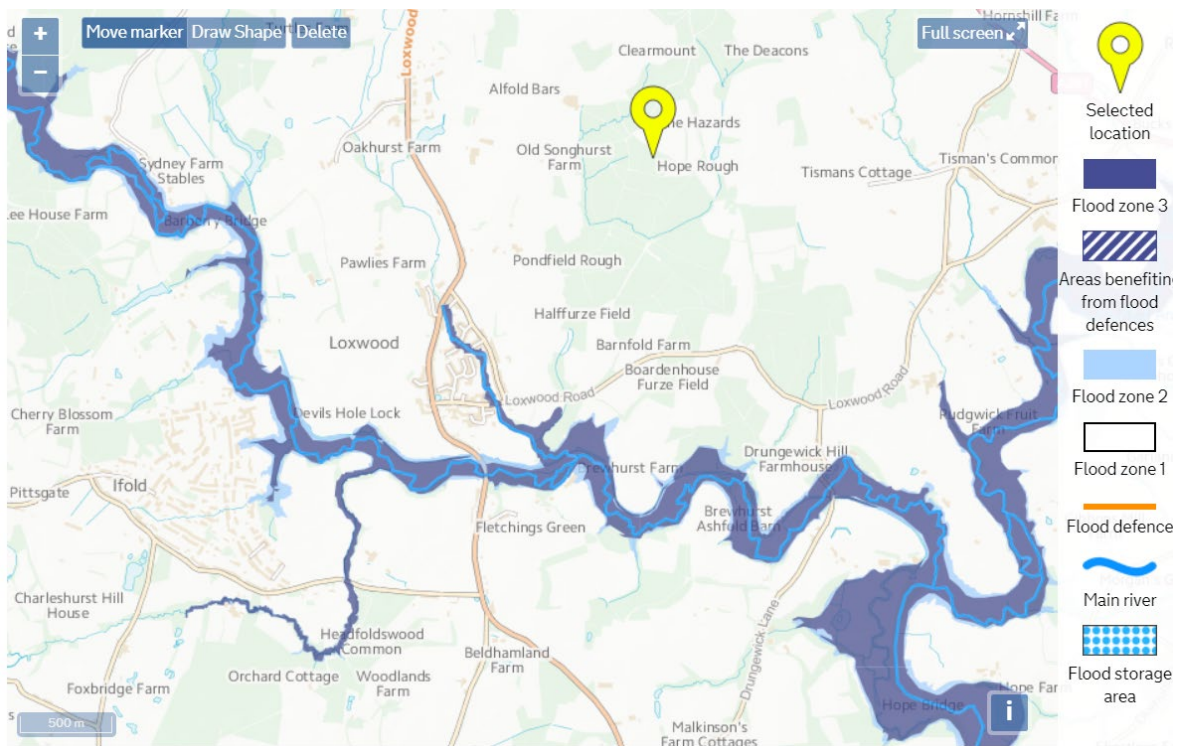 +
−
Move marker
Draw Shape
Delete
Full screen
Hornshill Farm
Clearmount
The Deacons
Loxwood
Alfold Bars
Hazards
Oakhurst Farm
Old Songhurst
Farm
Hope Rough
Tisman's Common
Tismans Cottage
Sydney Farm
Stables
Lee House Farm
Bargerry Bridge
Pawlies Farm
Pondfield Rough
Halffurze Field
Loxwood
Barnfold Farm
Boardenhouse
Furze Field
Loxwood Road
Loxwood Road
Cherry Blossom
Farm
Devils Hole Lock
Rudgwick Fruit
Farm
Drungewick Hill
Farmhouse
Brewhurst Farm
Pittsgate
Ifold
Fletchings Green
Brewhurst
Ashfold Barn
Charleshurst Hill
House
Headfoldswood
Common
Beldhamland
Farm
Drungewick Lane
Orchard Cottage
Woodlands
Farm
Foxbridge Farm
Hope Bridge
Hope Far
Malkinson's
Farm Cottages
500 m
i
Selected
location
Flood zone 3
Areas benefiting
from flood
defences
Flood zone 2
Flood zone 1
Flood defence
Main river
Flood storage
area